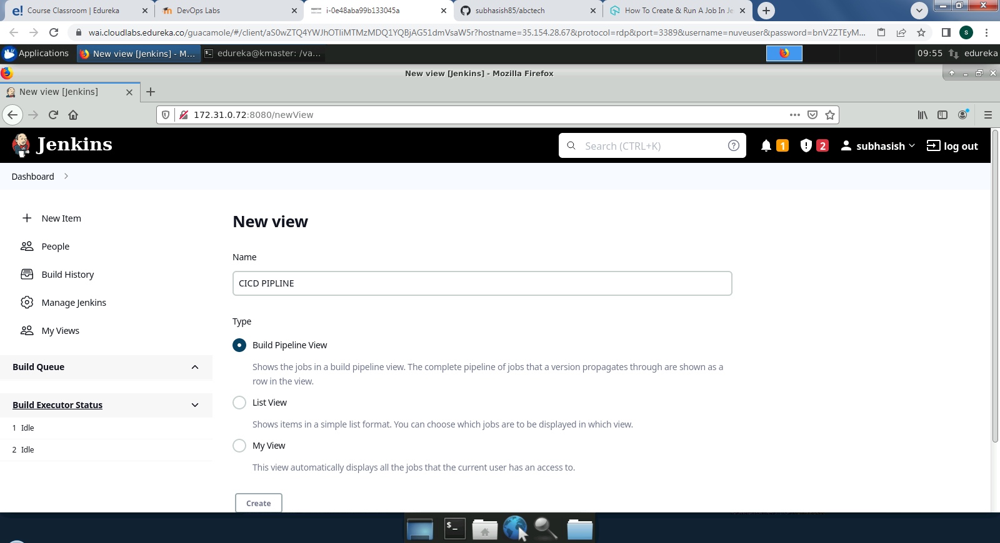 Course Classroom | Edureka
DevOps Labs
i-0e48aba99b133045a
subhasish85/abctech
How To Create & Run A Job In Je
wai.cloudlabs.edureka.co/guacamole/#/client/aS0wZTQ4YWJhOTliMTMzMDQ1YQBjAG51dmVsaW5r?hostname=35.154.28.67&protocol=rdp&port=3389&username=nuveuser&password=bnV2ZTEyM...
S
Applications
New view [Jenkins] - M...
edureka@kmaster: /va...
09:55
edureka
New view [Jenkins] - Mozilla Firefox
New view [Jenkins]
172.31.0.72:8080/newView
Jenkins
Search (CTRL+K)
1
2
subhasish
log out
Dashboard
New Item
People
Build History
Manage Jenkins
My Views
Build Queue
Build Executor Status
1 Idle
2 Idle
New view
Name
CICD PIPLINE
Type
Build Pipeline View
Shows the jobs in a build pipeline view. The complete pipeline of jobs that a version propagates through are shown as a
row in the view.
List View
Shows items in a simple list format. You can choose which jobs are to be displayed in which view.
My View
This view automatically displays all the jobs that the current user has an access to.
Create